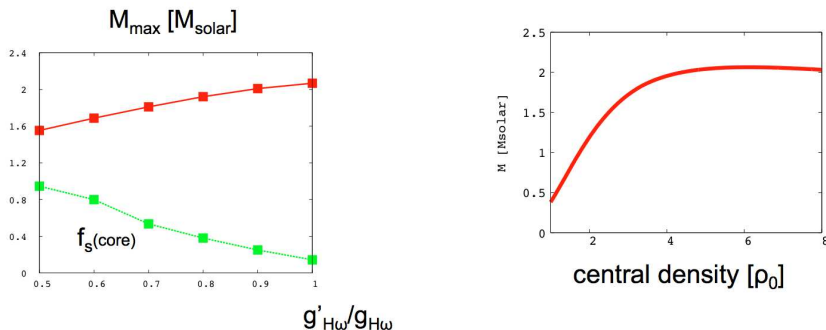 M_max [M_solar]
2.4
2
1.6
1.2
0.8
0.4
0
f_s(core)
0.5 0.6 0.7 0.8 0.9 1
g'_Hω/g_Hω
M [Msolar]
2.5
2
1.5
1
0.5
0
2 4 6 8
central density [ρ_0]